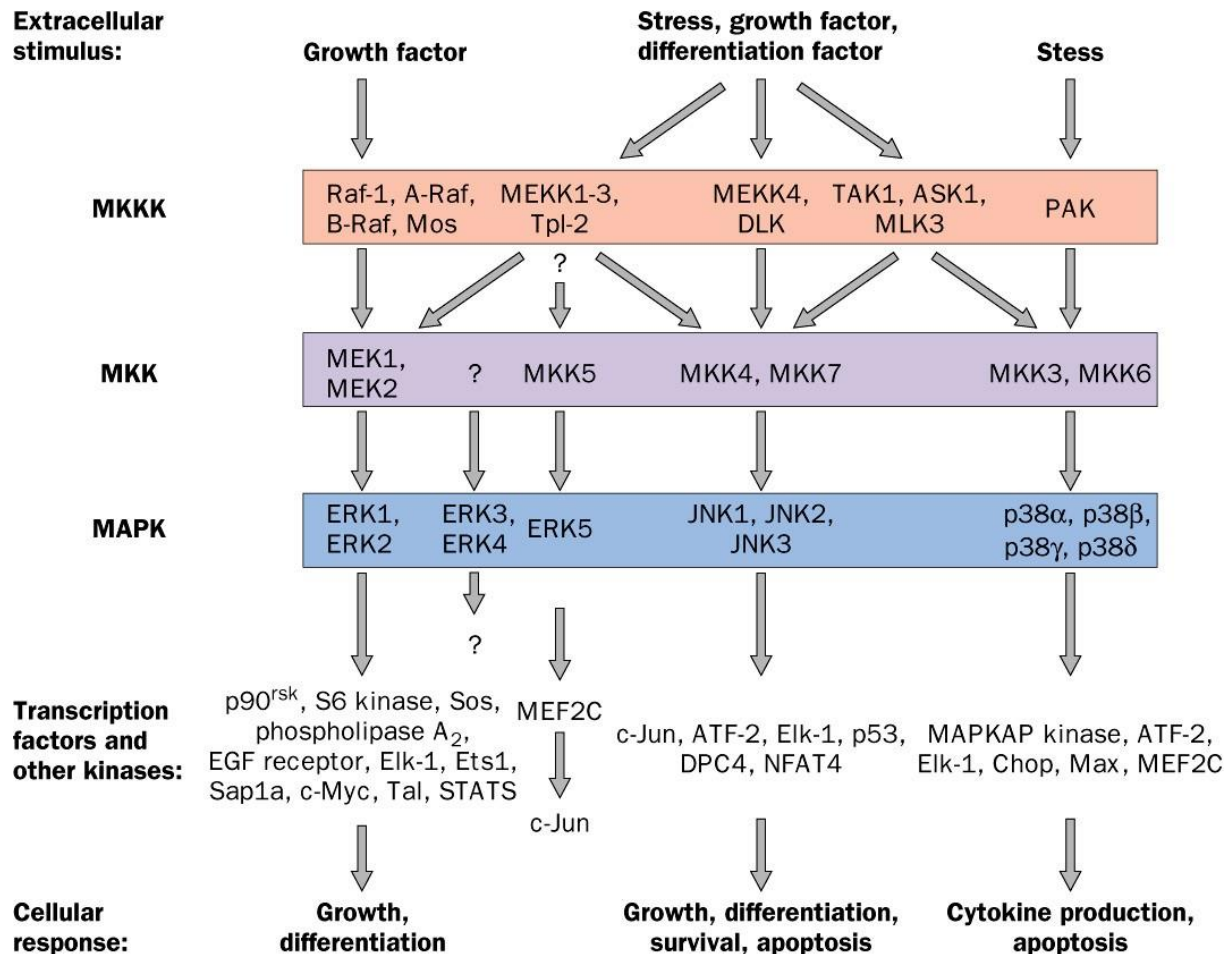 Extracellular
stimulus:
Growth factor
Stress, growth factor,
differentiation factor
Stess
MKKK
Raf-1, A-Raf,
B-Raf, Mos
MEKK1-3,
Tpl-2
MEKK4,
DLK
TAK1, ASK1,
MLK3
PAK
?
MKK
MEK1,
MEK2
?
MKK5
MKK4, MKK7
MKK3, MKK6
MAPK
ERK1,
ERK2
ERK3,
ERK4
ERK5
JNK1, JNK2,
JNK3
p38α, p38β,
p38γ, p38δ
?
Transcription
factors and
other kinases:
p90rsk, S6 kinase, Sos,
phospholipase A2,
EGF receptor, Elk-1, Ets1,
Sap1a, c-Myc, Tal, STATS
MEF2C
c-Jun
c-Jun, ATF-2, Elk-1, p53,
DPC4, NFAT4
MAPKAP kinase, ATF-2,
Elk-1, Chop, Max, MEF2C
Cellular
response:
Growth,
differentiation
Growth, differentiation,
survival, apoptosis
Cytokine production,
apoptosis